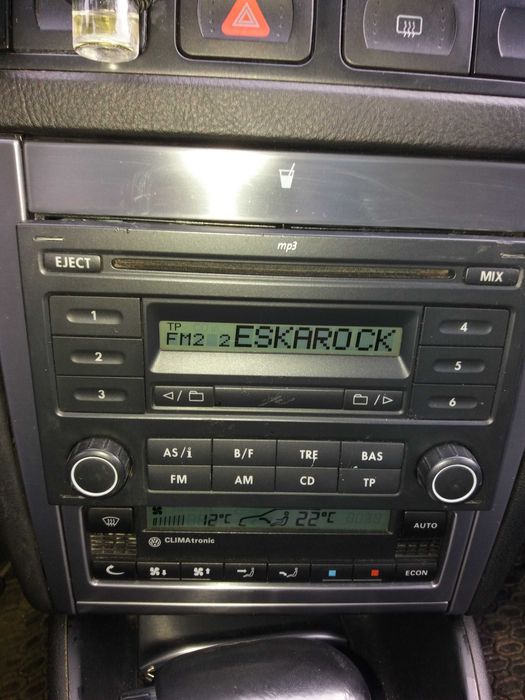 mp3
EJECT
MIX
1
TP
FM2 2 ESKAROCK
4
2
5
3
6
AS/i
B/F
TRE
BAS
FM
AM
CD
TP
12°C
22°C
AUTO
CLIMAtronic
ECON